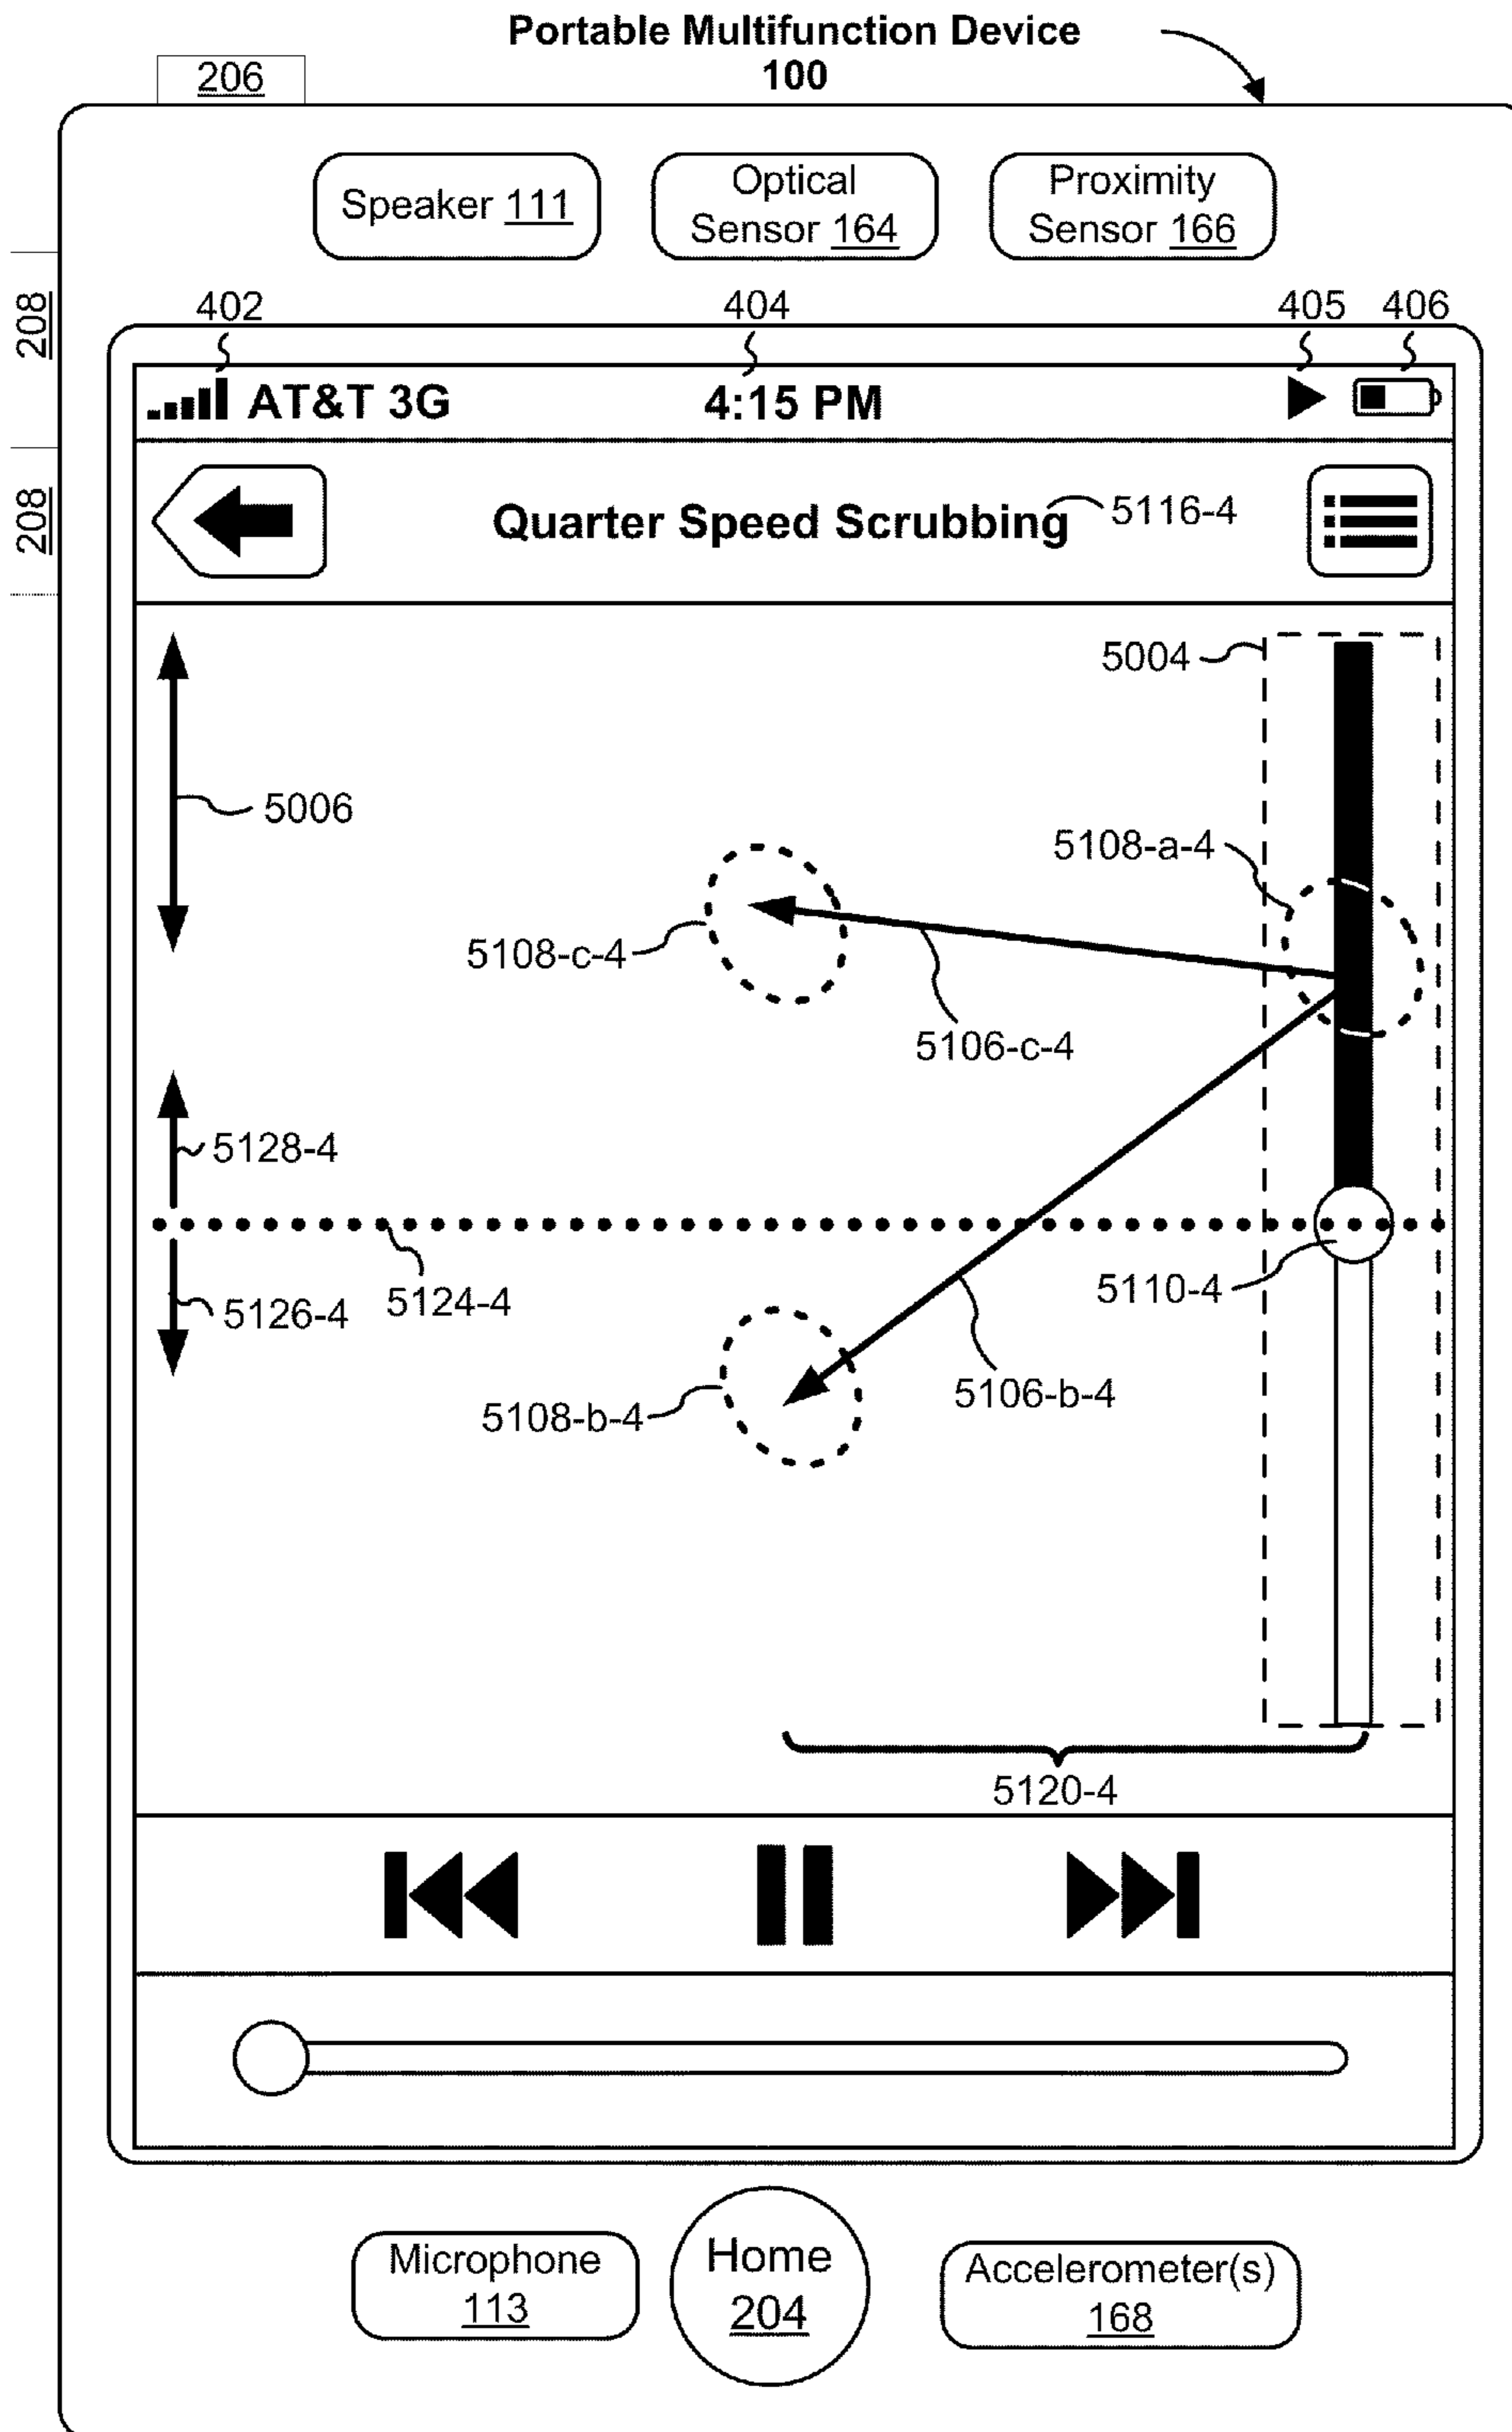 Portable Multifunction Device
100
206
Speaker 111
Optical
Sensor 164
Proximity
Sensor 166
208
402
404
405
406
AT&T 3G
4:15 PM
208
Quarter Speed Scrubbing
5116-4
5004
5006
5108-a-4
5108-c-4
5106-c-4
5128-4
5110-4
5124-4
5126-4
5106-b-4
5108-b-4
5120-4
Microphone
113
Home
204
Accelerometer(s)
168